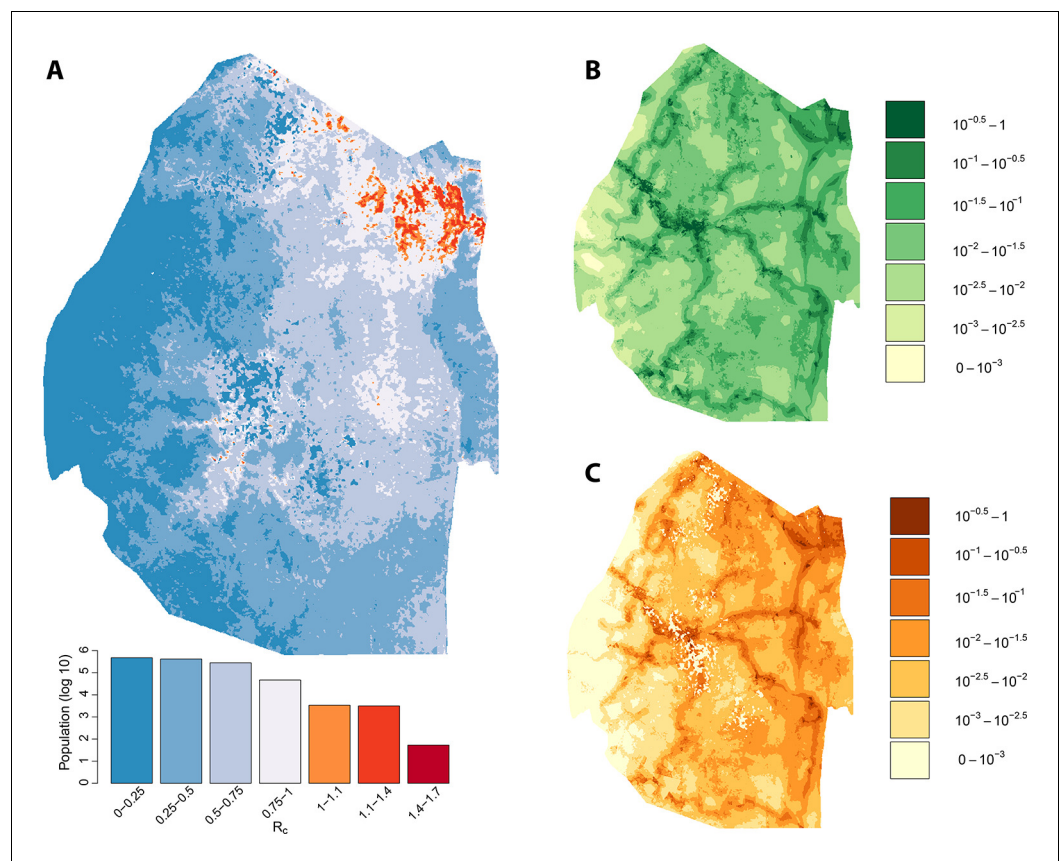 A
B
10^−0.5 – 1
10^−1 – 10^−0.5
10^−1.5 – 10^−1
10^−2 – 10^−1.5
10^−2.5 – 10^−2
10^−3 – 10^−2.5
0 – 10^−3
C
10^−0.5 – 1
10^−1 – 10^−0.5
10^−1.5 – 10^−1
10^−2 – 10^−1.5
10^−2.5 – 10^−2
10^−3 – 10^−2.5
0 – 10^−3
Population (log 10)
6
5
4
3
2
1
0
0−0.25
0.25−0.5
0.5−0.75
0.75−1
1−1.1
1.1−1.4
1.4−1.7
R_c